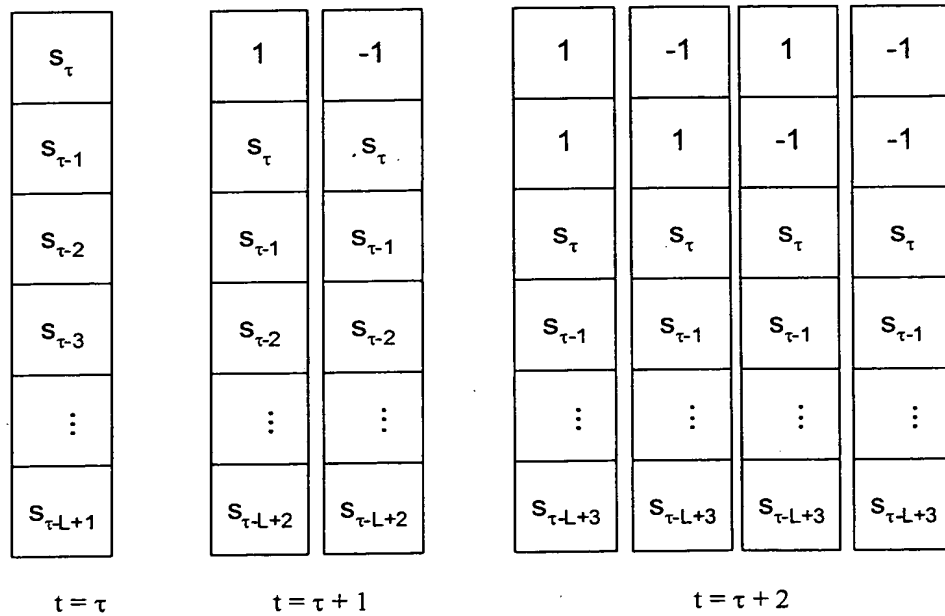 s_τ 1 -1 1 -1 1 -1
s_τ-1 s_τ s_τ 1 1 -1 -1
s_τ-2 s_τ-1 s_τ-1 s_τ s_τ s_τ s_τ
s_τ-3 s_τ-2 s_τ-2 s_τ-1 s_τ-1 s_τ-1 s_τ-1
⋮ ⋮ ⋮ ⋮ ⋮ ⋮ ⋮
s_τ-L+1 s_τ-L+2 s_τ-L+2 s_τ-L+3 s_τ-L+3 s_τ-L+3 s_τ-L+3
t = τ t = τ + 1 t = τ + 2